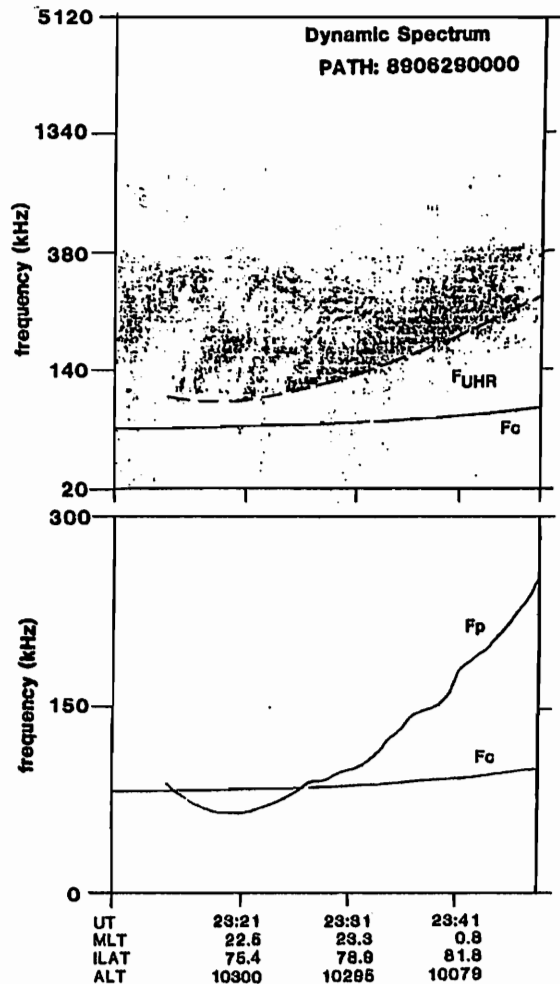 5120
Dynamic Spectrum
PATH: 8906290000
1340
380
140
20
frequency (kHz)
FUHR
Fc
300
150
0
frequency (kHz)
Fp
Fc
UT 23:21 23:31 23:41
MLT 22.5 23.3 0.8
ILAT 75.4 78.9 81.8
ALT 10300 10295 10079